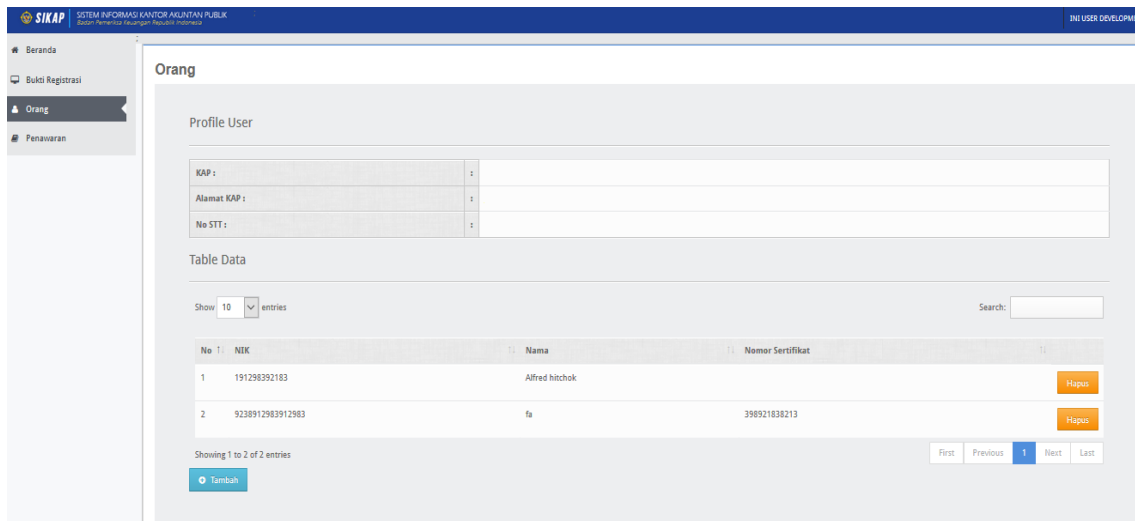 SIKAP
SISTEM INFORMASI KANTOR AKUNTAN PUBLIK
Badan Pemeriksa Keuangan Republik Indonesia
INI USER DEVELOPM
Beranda
Bukti Registrasi
Orang
Penawaran
Orang
Profile User
KAP : :
Alamat KAP : :
No STT : :
Table Data
Show 10 entries
Search:
No NIK Nama Nomor Sertifikat
1 191298392183 Alfred hitchok Hapus
2 9238912983912983 fa 398921838213 Hapus
Showing 1 to 2 of 2 entries
First Previous 1 Next Last
Tambah